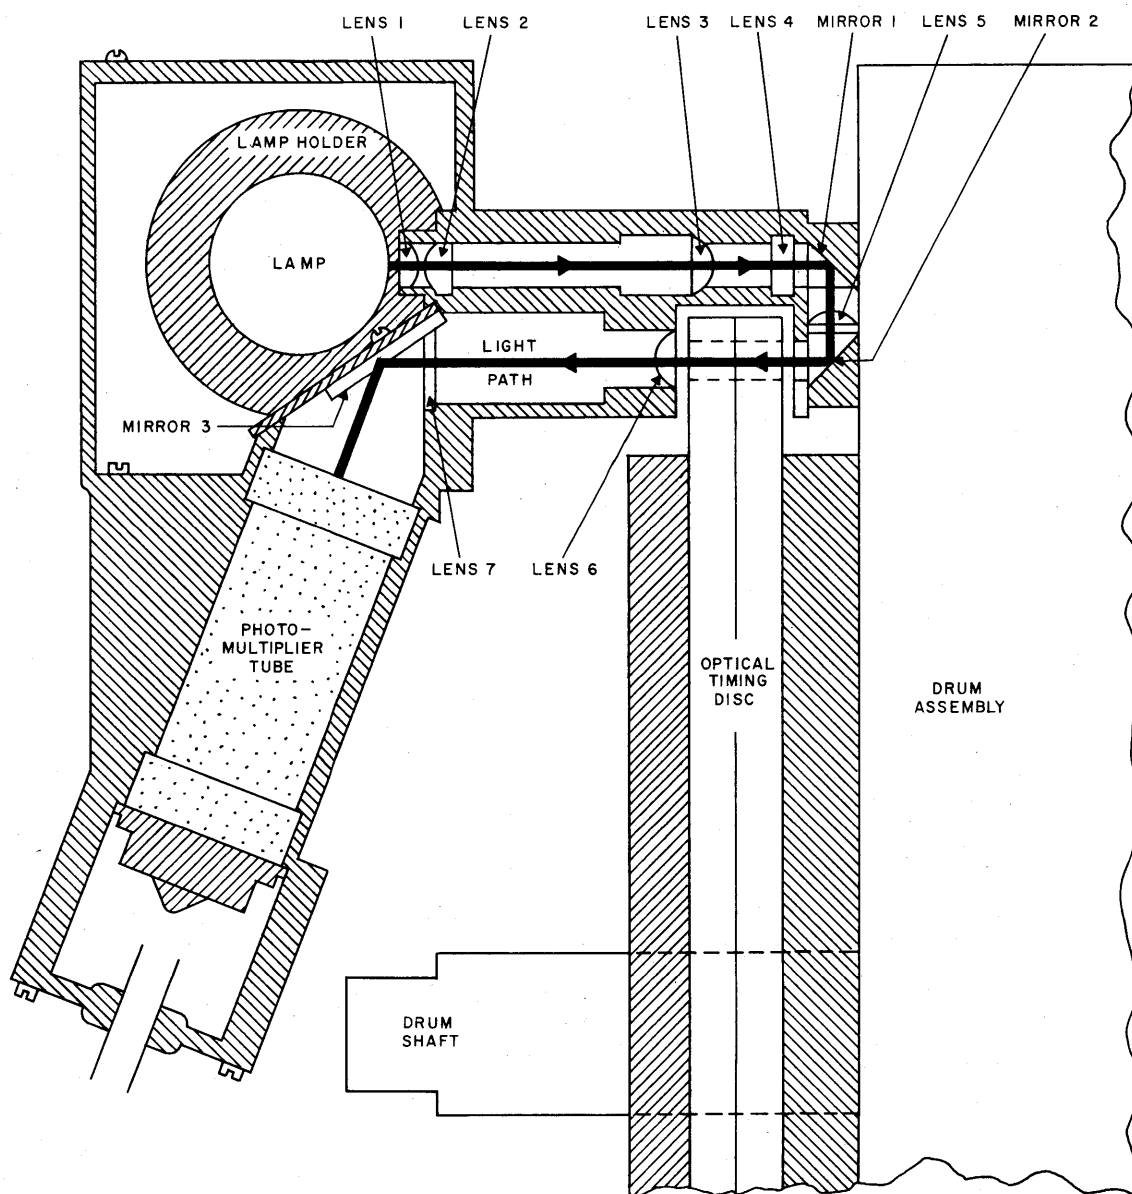 LENS 1
LENS 2
LENS 3
LENS 4
MIRROR 1
LENS 5
MIRROR 2
LAMP HOLDER
LAMP
LIGHT
PATH
MIRROR 3
LENS 7
LENS 6
PHOTO-
MULTIPLIER
TUBE
OPTICAL
TIMING
DISC
DRUM
ASSEMBLY
DRUM
SHAFT